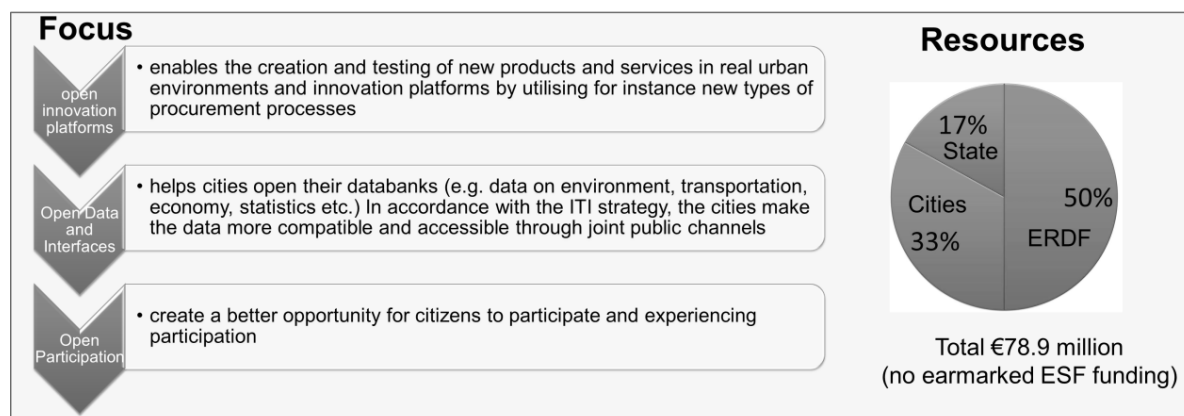 Focus
open
innovation
platforms
• enables the creation and testing of new products and services in real urban
environments and innovation platforms by utilising for instance new types of
procurement processes
Open Data
and
Interfaces
• helps cities open their databanks (e.g. data on environment, transportation,
economy, statistics etc.) In accordance with the ITI strategy, the cities make
the data more compatible and accessible through joint public channels
Open
Participation
• create a better opportunity for citizens to participate and experiencing
participation
Resources
17%
State
Cities
33%
50%
ERDF
Total €78.9 million
(no earmarked ESF funding)